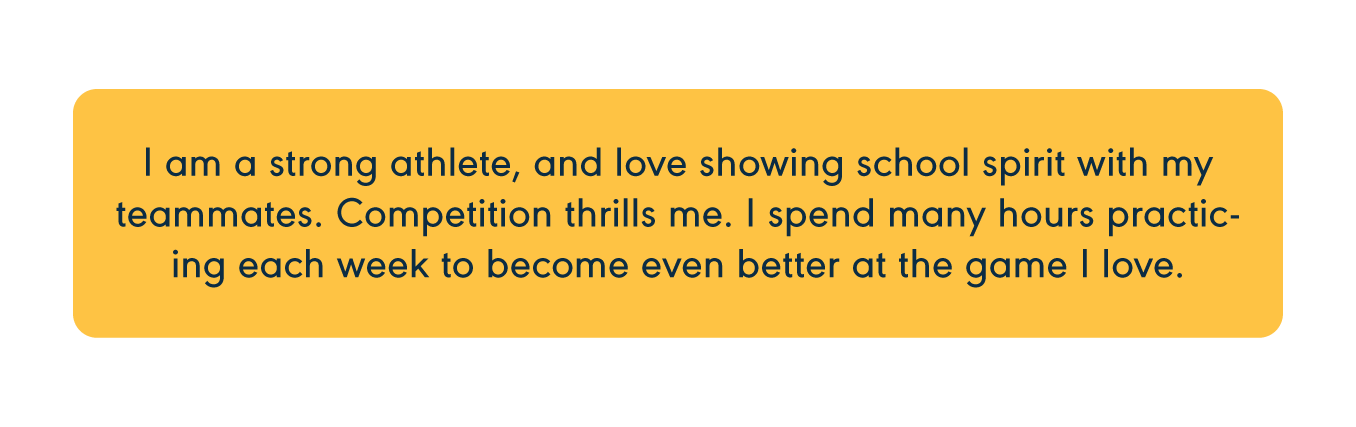 I am a strong athlete, and love showing school spirit with my
teammates. Competition thrills me. I spend many hours practic-
ing each week to become even better at the game I love.